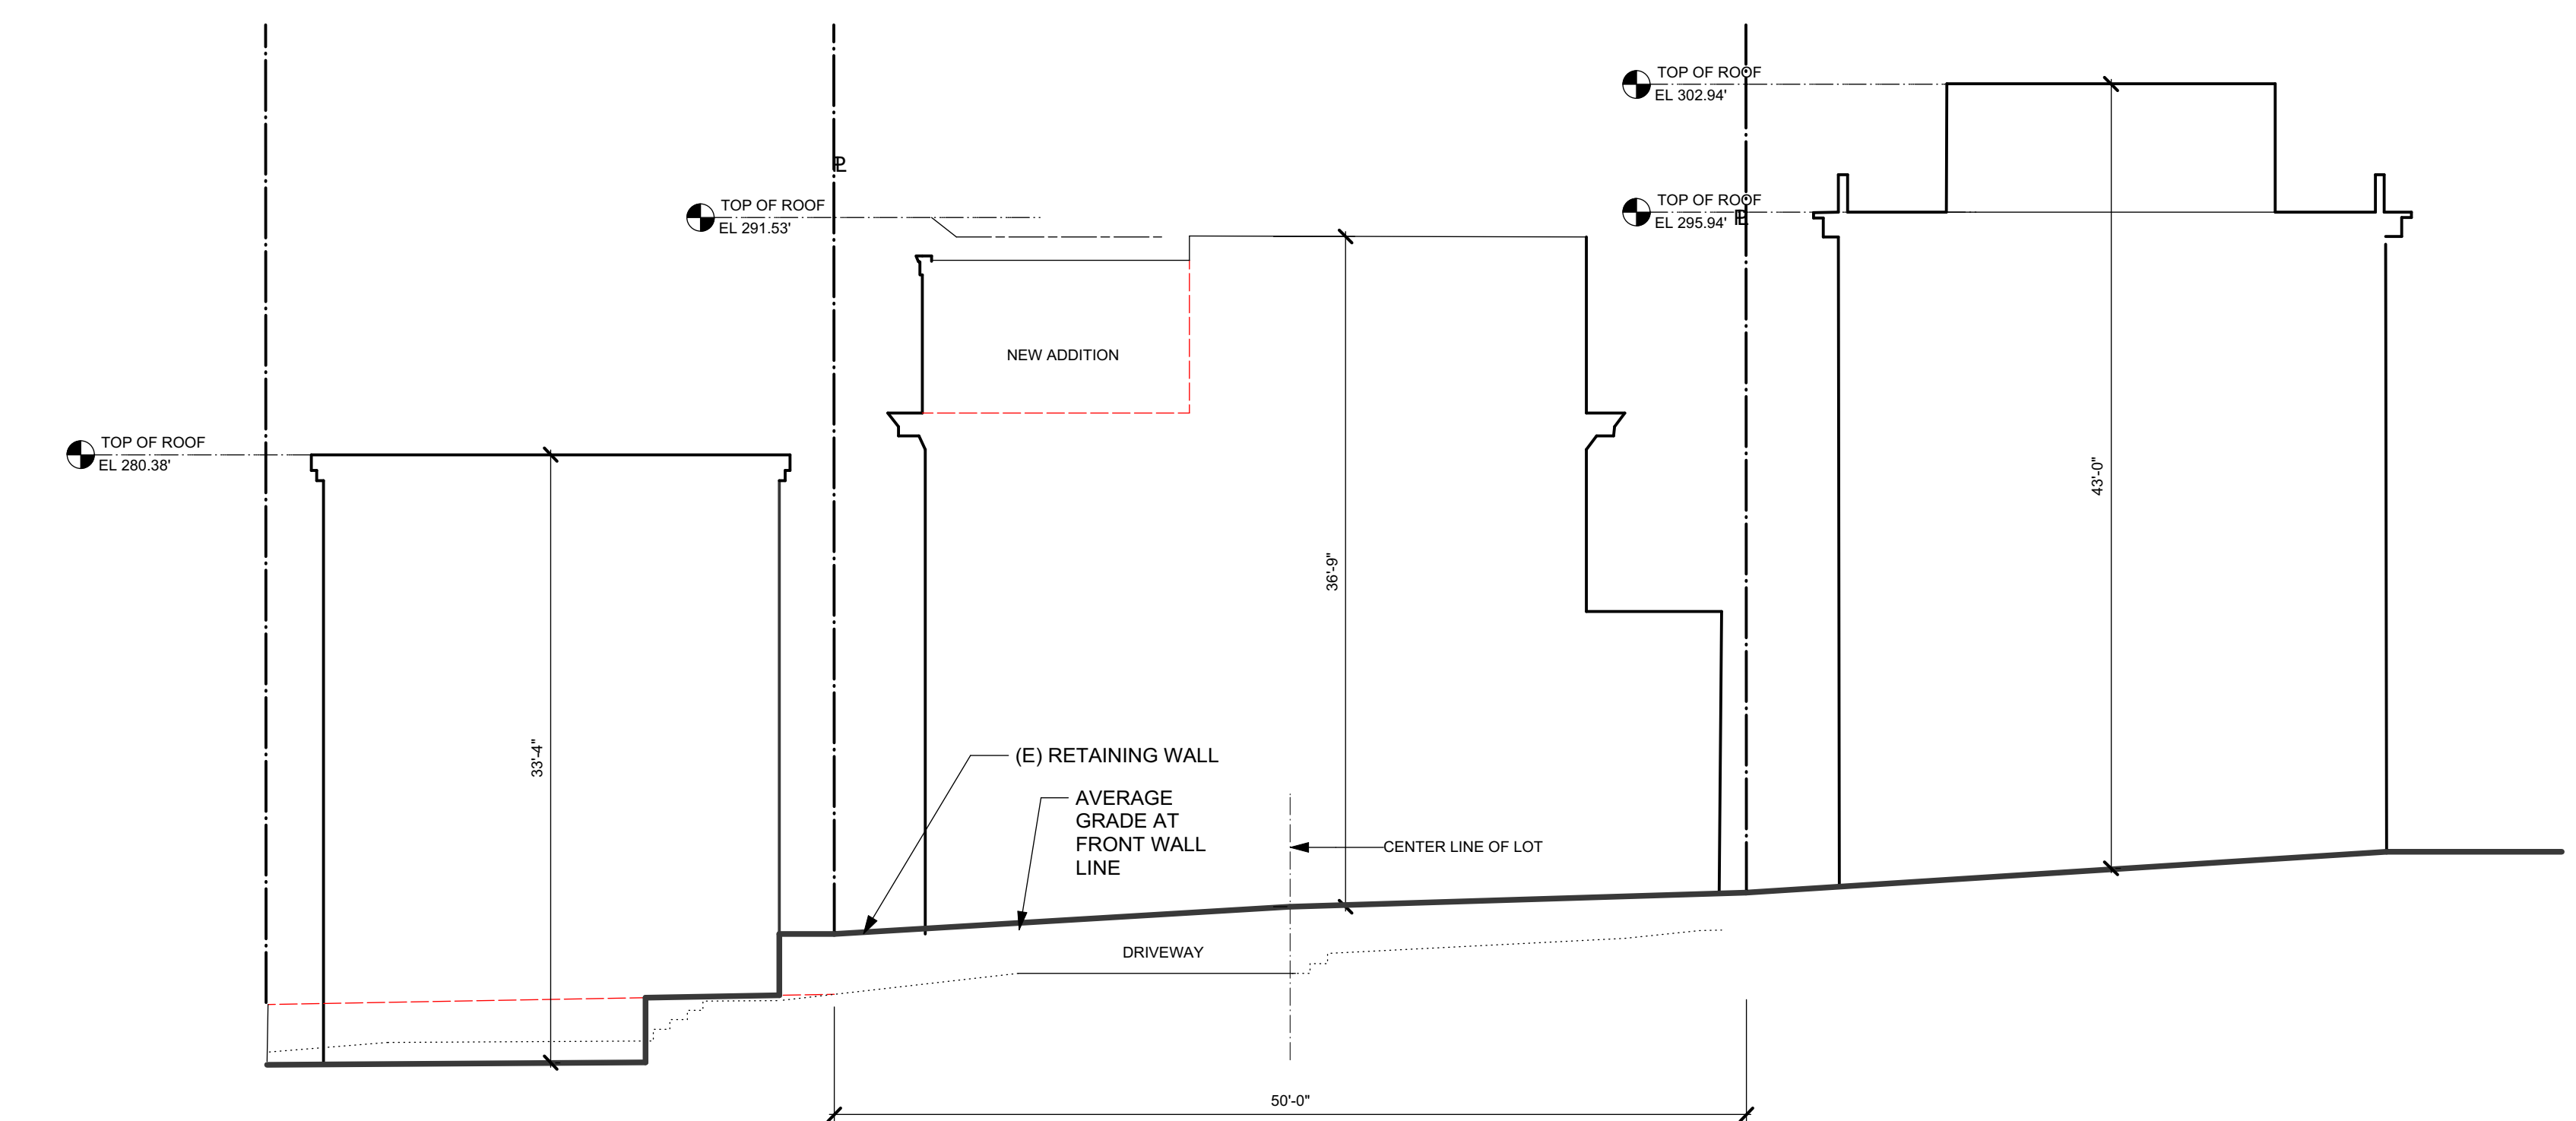 TOP OF ROOF
EL 302.94'
℄
TOP OF ROOF
EL 291.53'
TOP OF ROOF
EL 295.94' ℄
NEW ADDITION
TOP OF ROOF
EL 280.38'
43'-0"
36'-9"
33'-4"
(E) RETAINING WALL
AVERAGE
GRADE AT
FRONT WALL
LINE
CENTER LINE OF LOT
DRIVEWAY
50'-0"